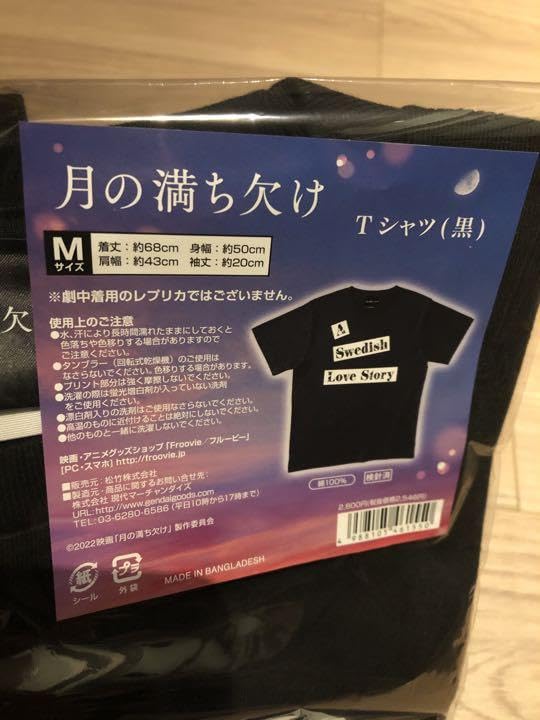 月の満ち欠け
Tシャツ(黒)
M
サイズ
着丈:約68cm 身幅:約50cm
肩幅:約43cm 袖丈:約20cm
※劇中着用のレプリカではございません。
使用上のご注意
●水、汗により長時間濡れたままにしておくと
色落ちや色移りする場合がありますので
ご注意ください。
●タンブラー(回転式乾燥機)のご使用は
なさらないでください。色移りする場合があります。
●プリント部分は強く摩擦しないでください。
●洗濯の際は蛍光増白剤が入っていない洗剤
をご使用ください。
●漂白剤入りの洗剤はご使用なさらないでください。
●高温のものに近付けることは絶対にしないでください。
●他のものと一緒に洗濯しないでください。
映画・アニメグッズショップ「Froovie/フルービー」
[PC・スマホ] http://froovie.jp
■販売元:松竹株式会社
■製造元・商品に関するお問い合せ先:
株式会社 現代マーチャンダイズ
URL:http://www.gendaigoods.com
TEL:03-6280-6586 (平日10時から17時まで)
©2022映画「月の満ち欠け」製作委員会
紙
シール
プラ
外袋
MADE IN BANGLADESH
A
Swedish
Love Story
綿100%
検針済
4 988105 461550
欠